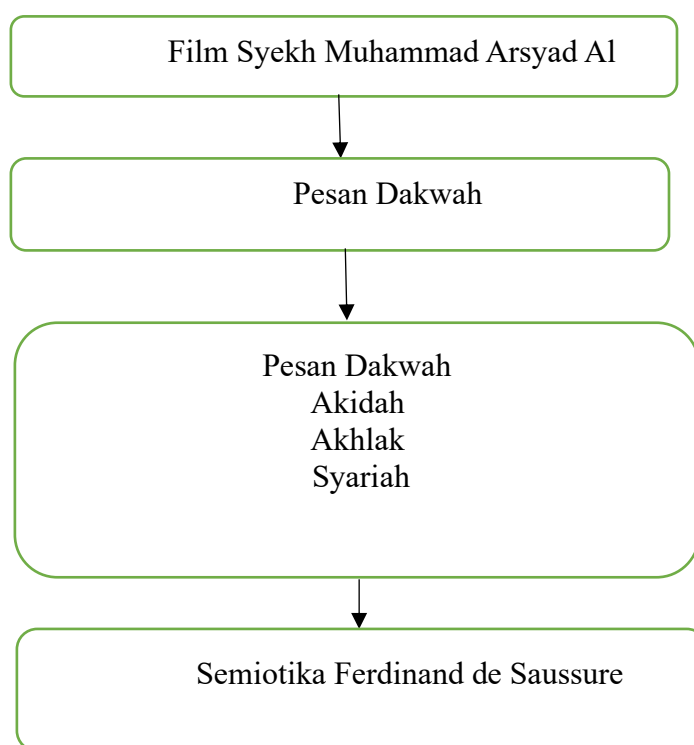 Film Syekh Muhammad Arsyad Al
Pesan Dakwah
Pesan Dakwah
Akidah
Akhlak
Syariah
Semiotika Ferdinand de Saussure